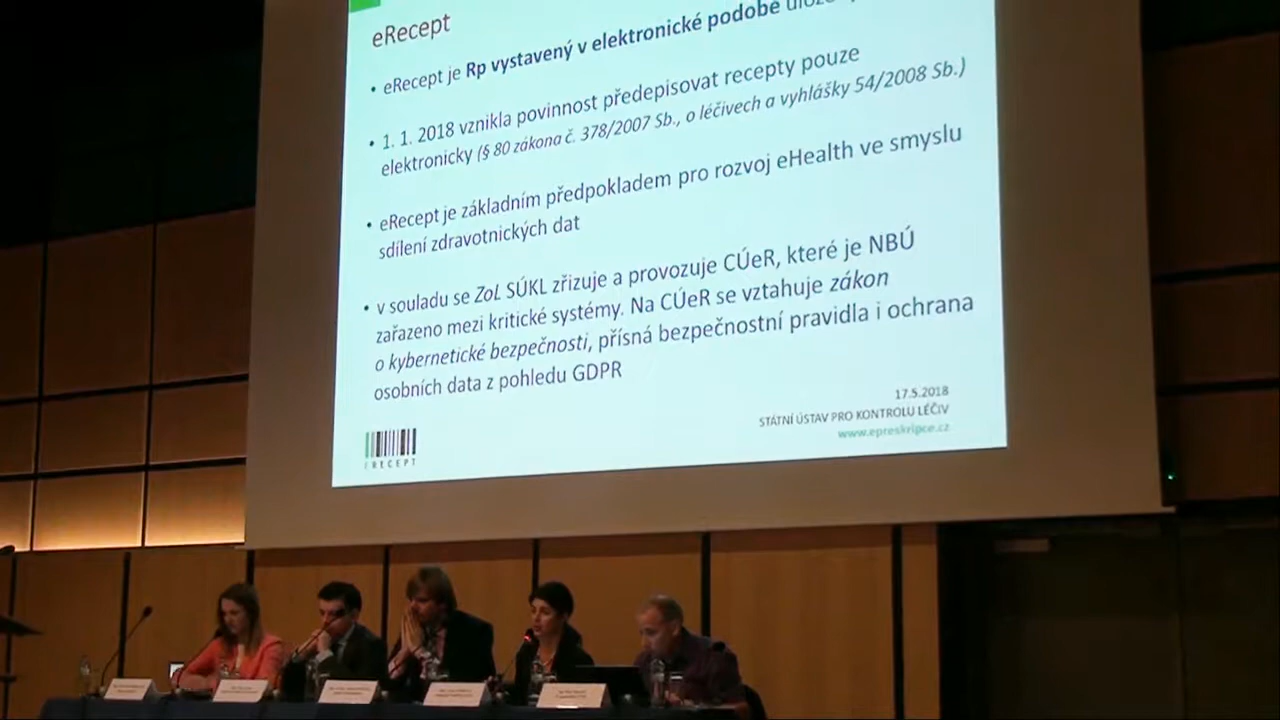 eRecept
• eRecept je Rp vystavený v elektronické podobě
• 1. 1. 2018 vznikla povinnost předepisovat recepty pouze
elektronicky (§ 80 zákona č. 378/2007 Sb., o léčivech a vyhlášky 54/2008 Sb.)
• eRecept je základním předpokladem pro rozvoj eHealth ve smyslu
sdílení zdravotnických dat
• v souladu se ZoL SÚKL zřizuje a provozuje CÚeR, které je NBÚ
zařazeno mezi kritické systémy. Na CÚeR se vztahuje zákon
o kybernetické bezpečnosti, přísná bezpečnostní pravidla i ochrana
osobních data z pohledu GDPR
17.5.2018
STÁTNÍ ÚSTAV PRO KONTROLU LÉČIV
www.epreskripce.cz
ERECEPT